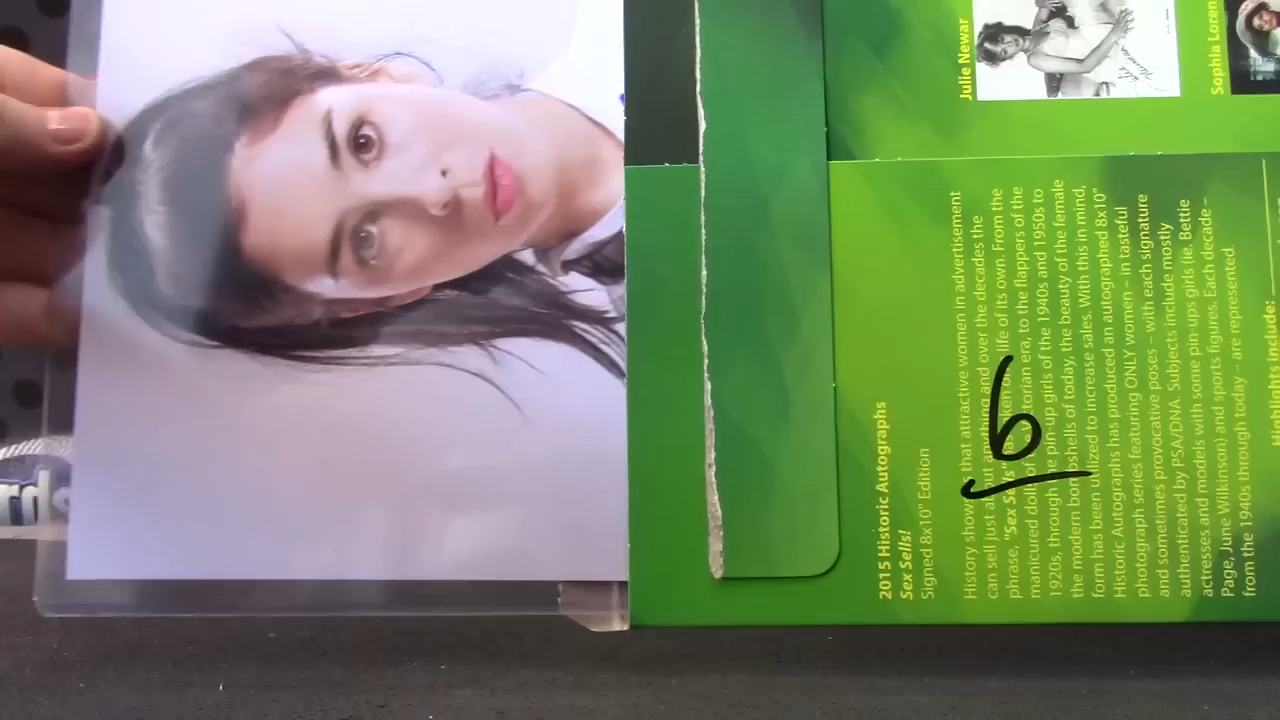 2015 Historic Autographs
Sex Sells!
Signed 8x10" Edition
History shows that attractive women in advertisement
can sell just about anything and over the decades the
phrase, "Sex Sells" has taken on a life of its own. From the
manicured dolls of the Victorian era, to the flappers of the
1920s, through the pin-up girls of the 1940s and 1950s to
the modern bombshells of today, the beauty of the female
form has been utilized to increase sales. With this in mind,
Historic Autographs has produced an autographed 8x10"
photograph series featuring ONLY women – in tasteful
and sometimes provocative poses – with each signature
authenticated by PSA/DNA. Subjects include mostly
actresses and models with some pin-ups girls (ie. Bettie
Page, June Wilkinson) and sports figures. Each decade –
from the 1940s through today – are represented.
Highlights Include:
Julie Newar
Sophia Loren